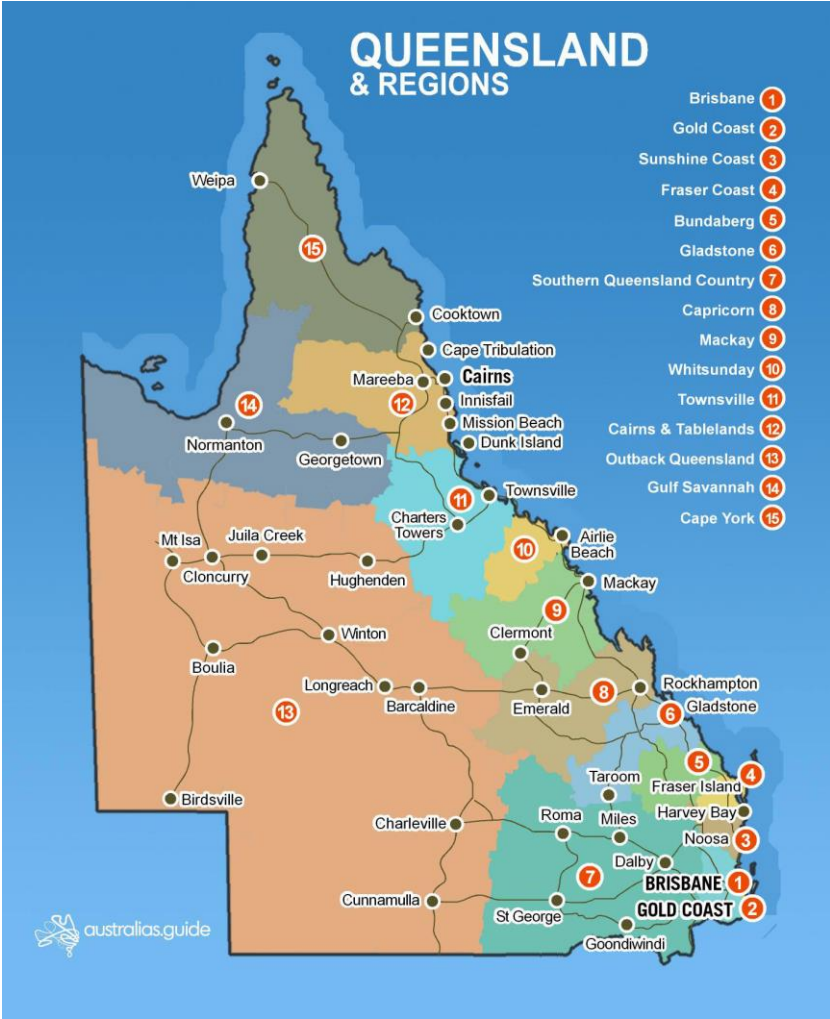 QUEENSLAND
& REGIONS
Brisbane 1
Gold Coast 2
Sunshine Coast 3
Fraser Coast 4
Bundaberg 5
Gladstone 6
Southern Queensland Country 7
Capricorn 8
Mackay 9
Whitsunday 10
Townsville 11
Cairns & Tablelands 12
Outback Queensland 13
Gulf Savannah 14
Cape York 15
Weipa
15
Cooktown
Cape Tribulation
Mareeba
Cairns
14
12
Innisfail
Normanton
Mission Beach
Georgetown
Dunk Island
11
Townsville
Charters
Towers
Mt Isa
Juila Creek
10
Airlie
Beach
Cloncurry
Hughenden
Mackay
9
Winton
Clermont
Boulia
Longreach
Barcaldine
Emerald
8
Rockhampton
13
6
Gladstone
5
4
Taroom
Fraser Island
Birdsville
Harvey Bay
Charleville
Roma
Miles
Noosa
3
Dalby
7
BRISBANE
1
Cunnamulla
St George
GOLD COAST
2
Goondiwindi
australias.guide